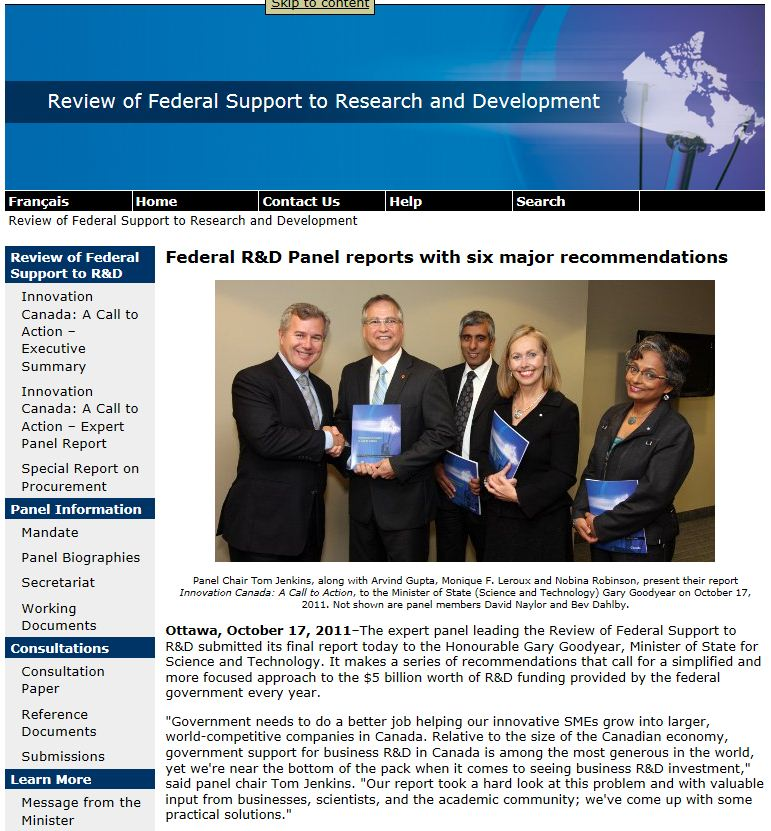 Skip to content
Review of Federal Support to Research and Development
Français Home Contact Us Help Search
Review of Federal Support to Research and Development
Review of Federal
Support to R&D
Innovation
Canada: A Call to
Action –
Executive
Summary
Innovation
Canada: A Call to
Action – Expert
Panel Report
Special Report on
Procurement
Panel Information
Mandate
Panel Biographies
Secretariat
Working
Documents
Consultations
Consultation
Paper
Reference
Documents
Submissions
Learn More
Message from the
Minister
Federal R&D Panel reports with six major recommendations
Panel Chair Tom Jenkins, along with Arvind Gupta, Monique F. Leroux and Nobina Robinson, present their report
Innovation Canada: A Call to Action, to the Minister of State (Science and Technology) Gary Goodyear on October 17,
2011. Not shown are panel members David Naylor and Bev Dahlby.
Ottawa, October 17, 2011–The expert panel leading the Review of Federal Support to
R&D submitted its final report today to the Honourable Gary Goodyear, Minister of State for
Science and Technology. It makes a series of recommendations that call for a simplified and
more focused approach to the $5 billion worth of R&D funding provided by the federal
government every year.
"Government needs to do a better job helping our innovative SMEs grow into larger,
world-competitive companies in Canada. Relative to the size of the Canadian economy,
government support for business R&D in Canada is among the most generous in the world,
yet we're near the bottom of the pack when it comes to seeing business R&D investment,"
said panel chair Tom Jenkins. "Our report took a hard look at this problem and with valuable
input from businesses, scientists, and the academic community; we've come up with some
practical solutions."